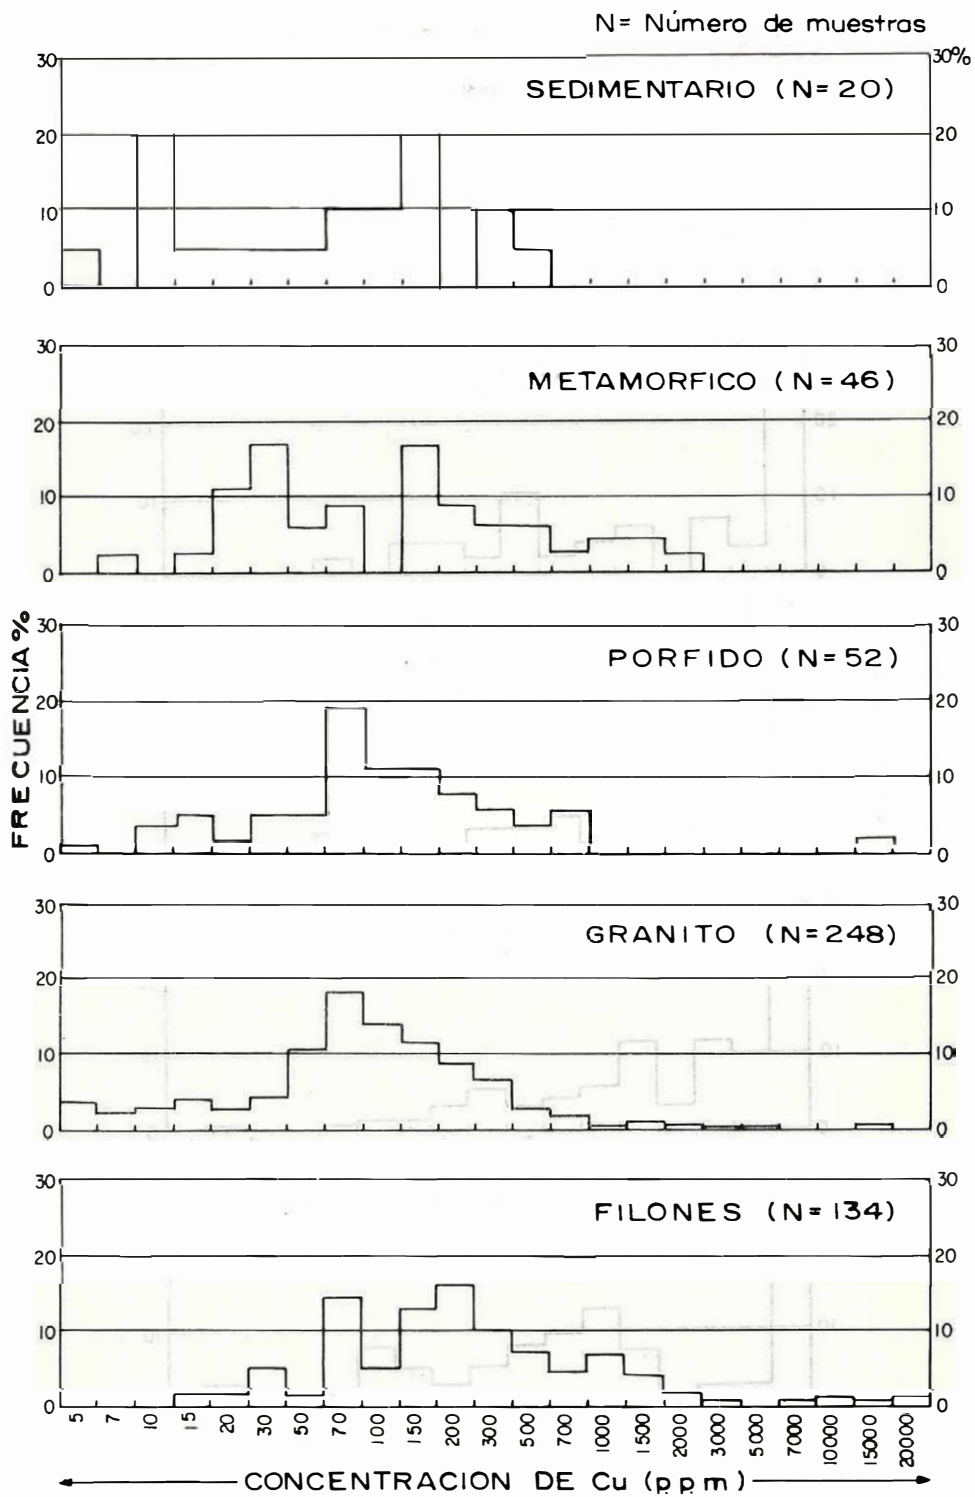 N= Número de muestras
30 30%
SEDIMENTARIO (N=20)
20 20
10 10
0 0
30 30
METAMORFICO (N=46)
20 20
10 10
0 0
FRECUENCIA%
30 30
PORFIDO (N=52)
20 20
10 10
0 0
30 30
GRANITO (N=248)
20 20
10 10
0 0
30 30
FILONES (N=134)
20 20
10 10
0 0
5 7 10 15 20 30 50 70 100 150 200 300 500 700 1000 1500 2000 3000 5000 7000 10000 15000 20000
CONCENTRACION DE Cu (p.p.m)